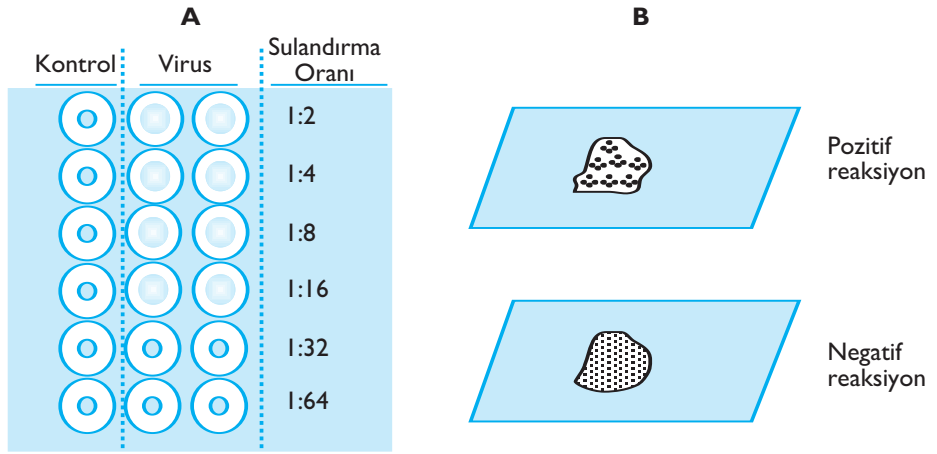 A
Kontrol
Virus
Sulandırma
Oranı
1:2
1:4
1:8
1:16
1:32
1:64
B
Pozitif
reaksiyon
Negatif
reaksiyon